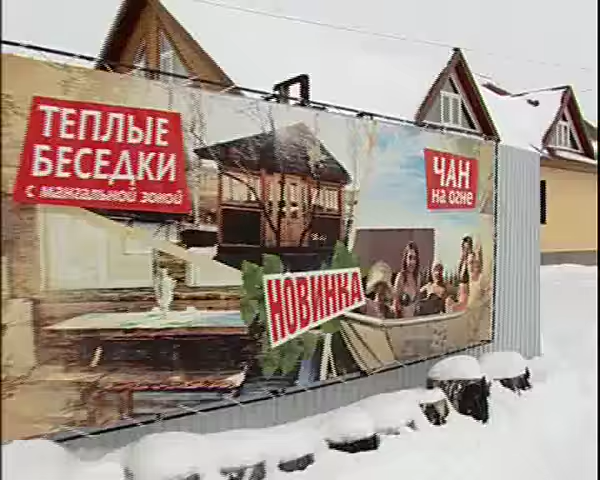 ТЕПЛЫЕ
БЕСЕДКИ
с мангальной зоной
ЧАН
на огне
НОВИНКА